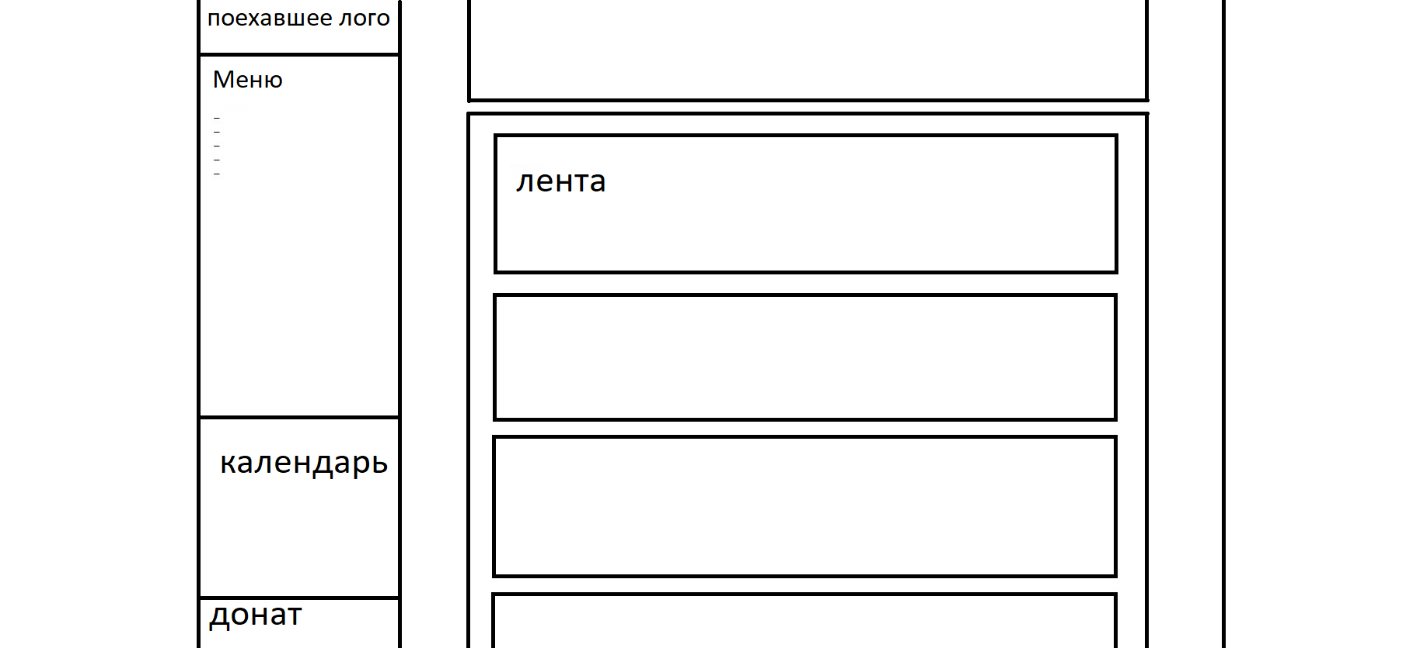 поехавшее лого
Меню
-
-
-
-
-
лента
календарь
донат